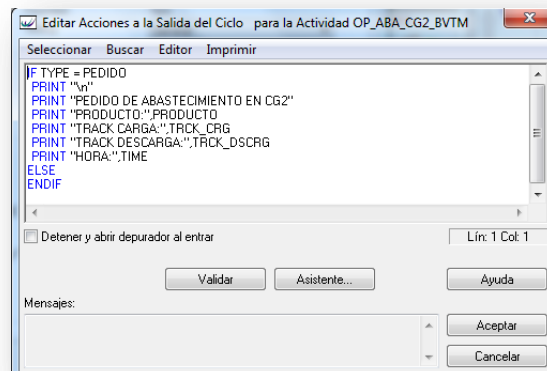 Editar Acciones a la Salida del Ciclo para la Actividad OP_ABA_CG2_BVTM
Seleccionar Buscar Editor Imprimir
IF TYPE = PEDIDO
PRINT "\n"
PRINT "PEDIDO DE ABASTECIMIENTO EN CG2"
PRINT "PRODUCTO:",PRODUCTO
PRINT "TRACK CARGA:",TRCK_CRG
PRINT "TRACK DESCARGA:",TRCK_DSCRG
PRINT "HORA:",TIME
ELSE
ENDIF
Detener y abrir depurador al entrar
Lín: 1 Col: 1
Validar Asistente... Ayuda
Mensajes:
Aceptar
Cancelar